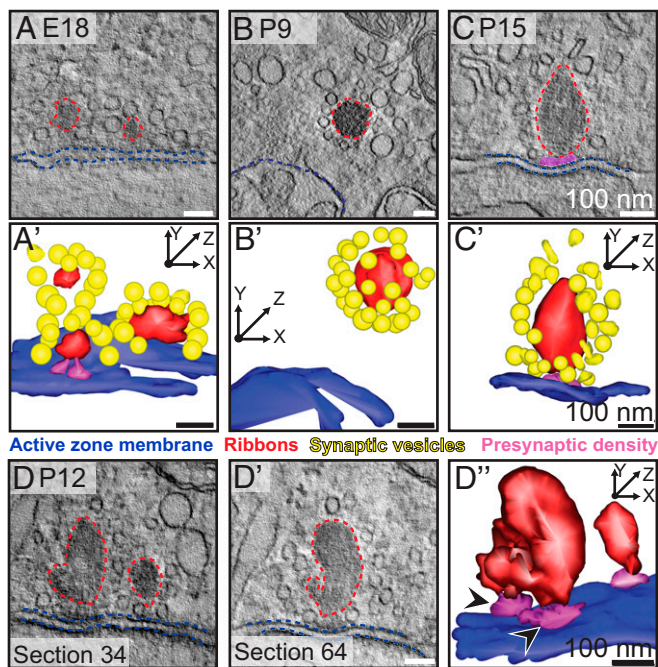 A E18
B P9
C P15
100 nm
A'
Y
Z
X
B'
Y
Z
X
C'
Y
Z
X
100 nm
Active zone membrane Ribbons Synaptic vesicles Presynaptic density
D P12
D'
D''
Y
Z
X
Section 34
Section 64
100 nm